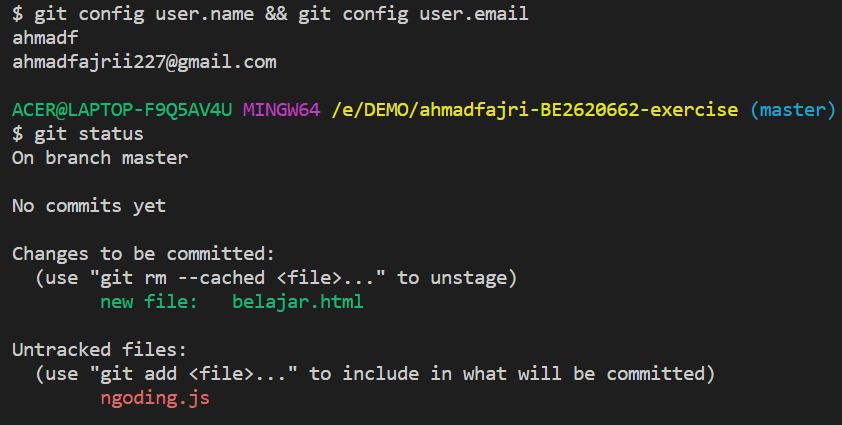 $ git config user.name && git config user.email
ahmadf
ahmadfajrii227@gmail.com
ACER@LAPTOP-F9Q5AV4U MINGW64 /e/DEMO/ahmadfajri-BE2620662-exercise (master)
$ git status
On branch master
No commits yet
Changes to be committed:
(use "git rm --cached <file>..." to unstage)
new file: belajar.html
Untracked files:
(use "git add <file>..." to include in what will be committed)
ngoding.js